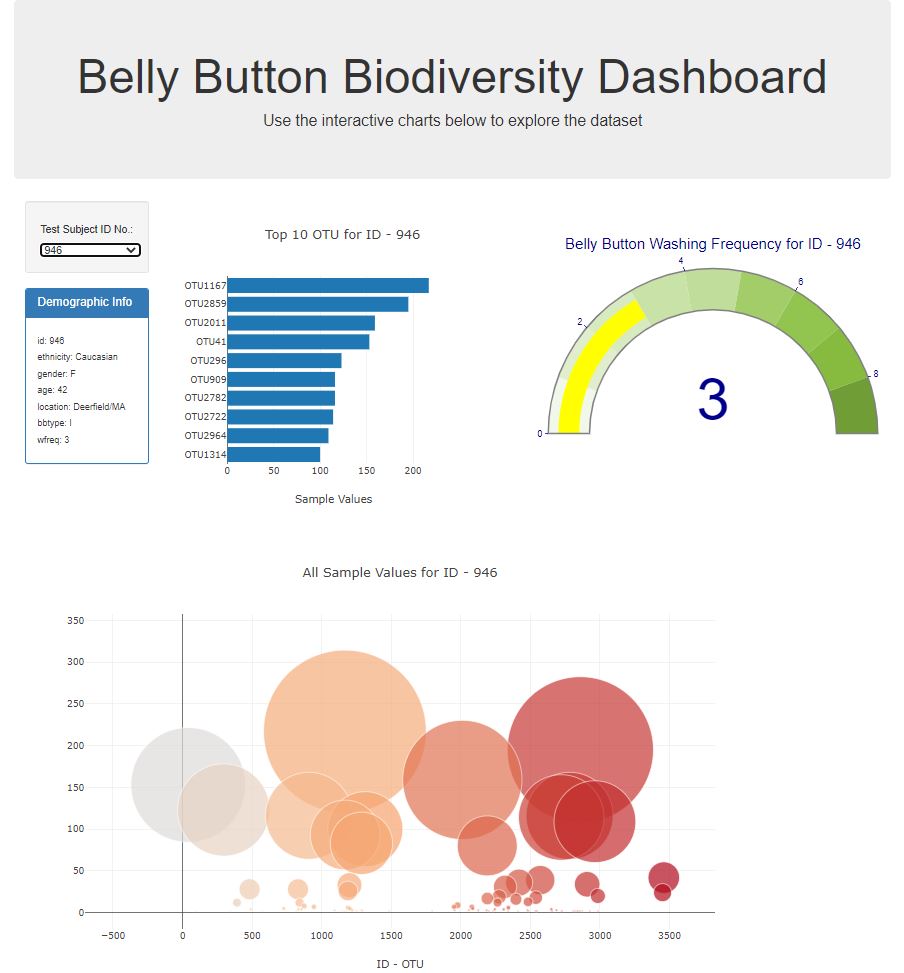 Belly Button Biodiversity Dashboard
Use the interactive charts below to explore the dataset
Test Subject ID No.:
946
Demographic Info
id: 946
ethnicity: Caucasian
gender: F
age: 42
location: Deerfield/MA
bbtype: I
wfreq: 3
Top 10 OTU for ID - 946
OTU1167
OTU2859
OTU2011
OTU41
OTU296
OTU909
OTU2782
OTU2722
OTU2964
OTU1314
0 50 100 150 200
Sample Values
Belly Button Washing Frequency for ID - 946
0 2 4 6 8
3
All Sample Values for ID - 946
350
300
250
200
150
100
50
0
−500 0 500 1000 1500 2000 2500 3000 3500
ID - OTU